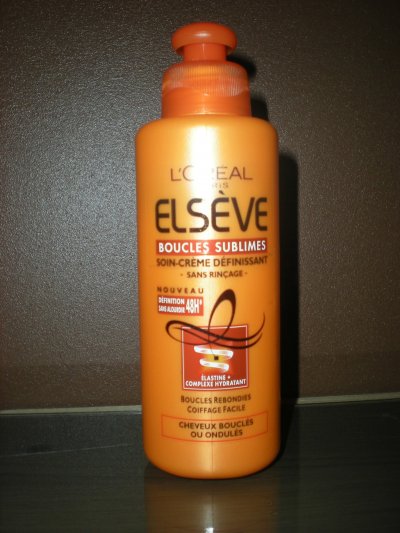 L'ORÉAL
PARIS
ELSÈVE
BOUCLES SUBLIMES
SOIN-CRÈME DÉFINISSANT
- SANS RINÇAGE -
NOUVEAU
DÉFINITION 48H*
SANS ALOURDIR
ÉLASTINE +
COMPLEXE HYDRATANT
BOUCLES REBONDIES
COIFFAGE FACILE
CHEVEUX BOUCLÉS
OU ONDULÉS